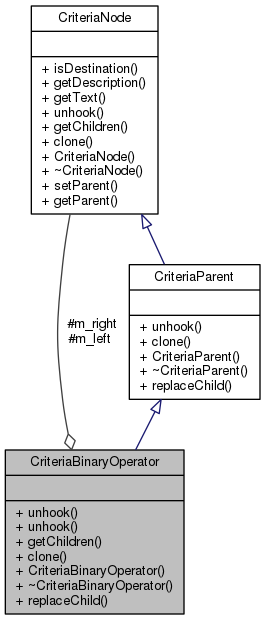 CriteriaNode
+ isDestination()
+ getDescription()
+ getText()
+ unhook()
+ getChildren()
+ clone()
+ CriteriaNode()
+ ~CriteriaNode()
+ setParent()
+ getParent()
CriteriaParent
+ unhook()
+ clone()
+ CriteriaParent()
+ ~CriteriaParent()
+ replaceChild()
#m_right
#m_left
CriteriaBinaryOperator
+ unhook()
+ unhook()
+ getChildren()
+ clone()
+ CriteriaBinaryOperator()
+ ~CriteriaBinaryOperator()
+ replaceChild()